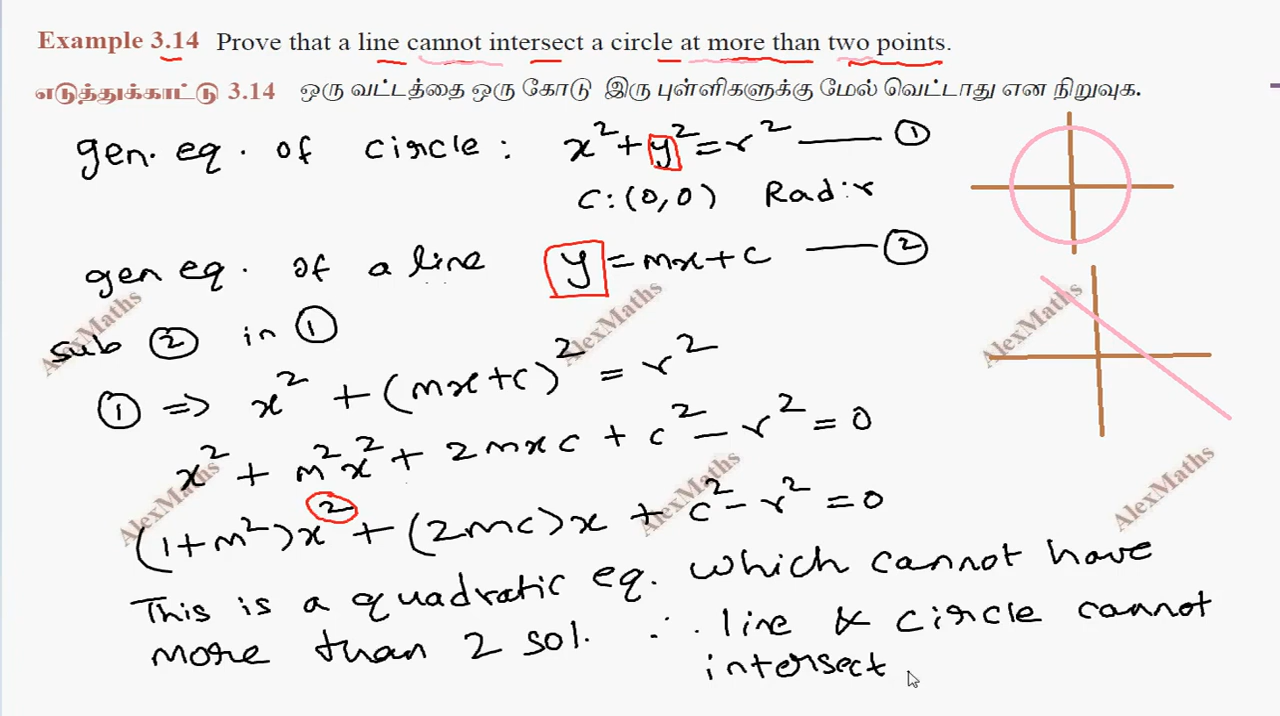 Example 3.14 Prove that a line cannot intersect a circle at more than two points.
எடுத்துக்காட்டு 3.14 ஒரு வட்டத்தை ஒரு கோடு இரு புள்ளிகளுக்கு மேல் வெட்டாது என நிறுவுக.
gen. eq. of circle : x² + y² = r² —— ①
C:(0,0) Rad:r
gen eq. of a line y = mx + c —— ②
sub ② in ①
① => x² + (mx+c)² = r²
x² + m²x² + 2mxc + c² - r² = 0
(1+m²)x² + (2mc)x + c² - r² = 0
This is a quadratic eq. which cannot have
more than 2 sol. ∴ line & circle cannot
intersect
AlexMaths
AlexMaths
AlexMaths
AlexMaths
AlexMaths
AlexMaths